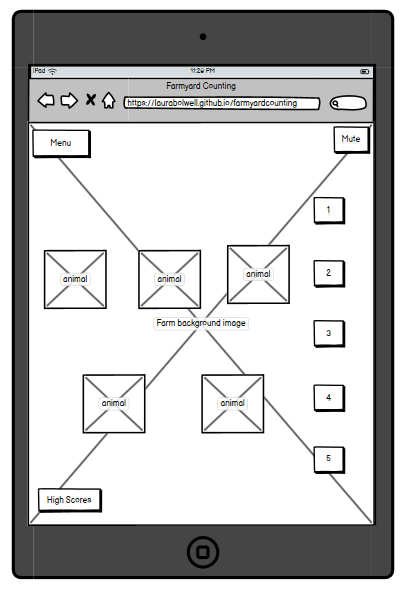 iPad
11:26 PM
Farmyard Counting
https://laurabolwell.github.io/farmyardcounting
Menu
Mute
1
animal
animal
animal
2
Farm background image
3
animal
animal
4
5
High Scores